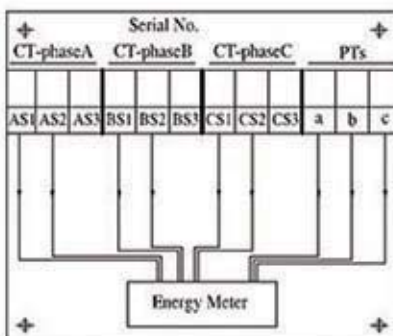 Serial No.
CT-phaseA CT-phaseB CT-phaseC PTs
AS1 AS2 AS3 BS1 BS2 BS3 CS1 CS2 CS3 a b c
Energy Meter